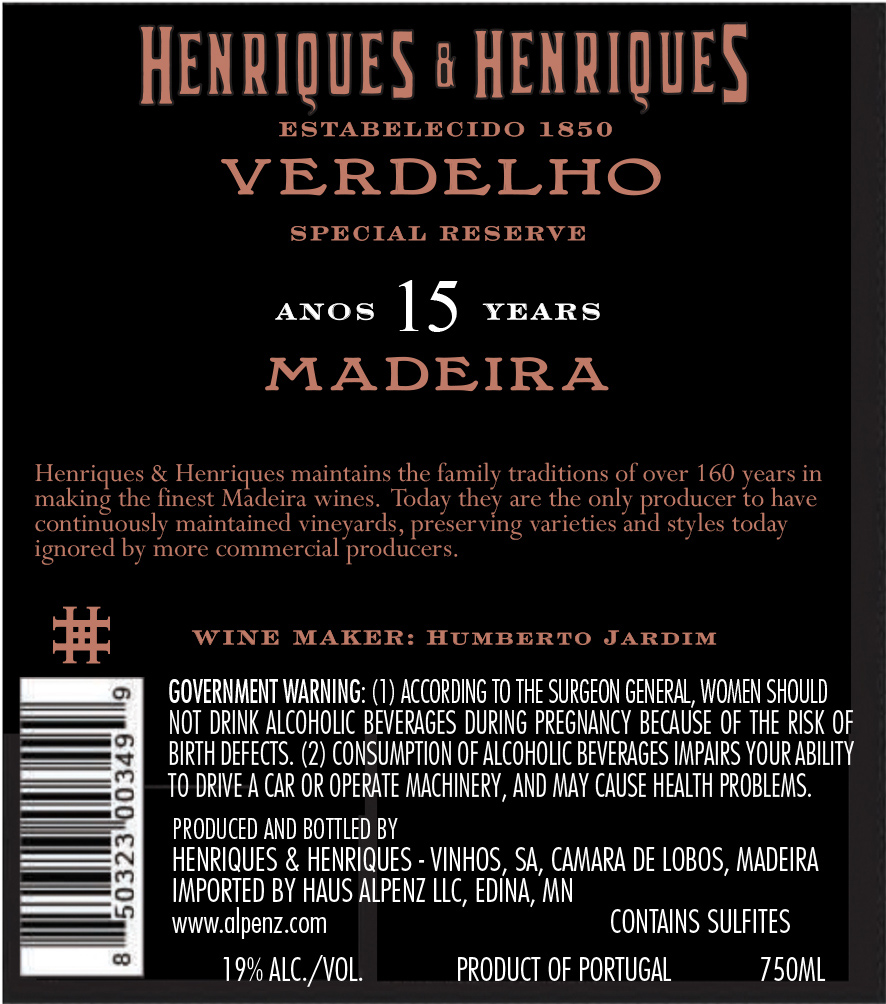 HENRIQUES & HENRIQUES
ESTABELECIDO 1850
VERDELHO
SPECIAL RESERVE
ANOS 15 YEARS
MADEIRA
Henriques & Henriques maintains the family traditions of over 160 years in
making the finest Madeira wines. Today they are the only producer to have
continuously maintained vineyards, preserving varieties and styles today
ignored by more commercial producers.
WINE MAKER: HUMBERTO JARDIM
GOVERNMENT WARNING: (1) ACCORDING TO THE SURGEON GENERAL, WOMEN SHOULD
NOT DRINK ALCOHOLIC BEVERAGES DURING PREGNANCY BECAUSE OF THE RISK OF
BIRTH DEFECTS. (2) CONSUMPTION OF ALCOHOLIC BEVERAGES IMPAIRS YOUR ABILITY
TO DRIVE A CAR OR OPERATE MACHINERY, AND MAY CAUSE HEALTH PROBLEMS.
8 50323 00349 9
PRODUCED AND BOTTLED BY
HENRIQUES & HENRIQUES - VINHOS, SA, CAMARA DE LOBOS, MADEIRA
IMPORTED BY HAUS ALPENZ LLC, EDINA, MN
www.alpenz.com CONTAINS SULFITES
19% ALC./VOL. PRODUCT OF PORTUGAL 750ML